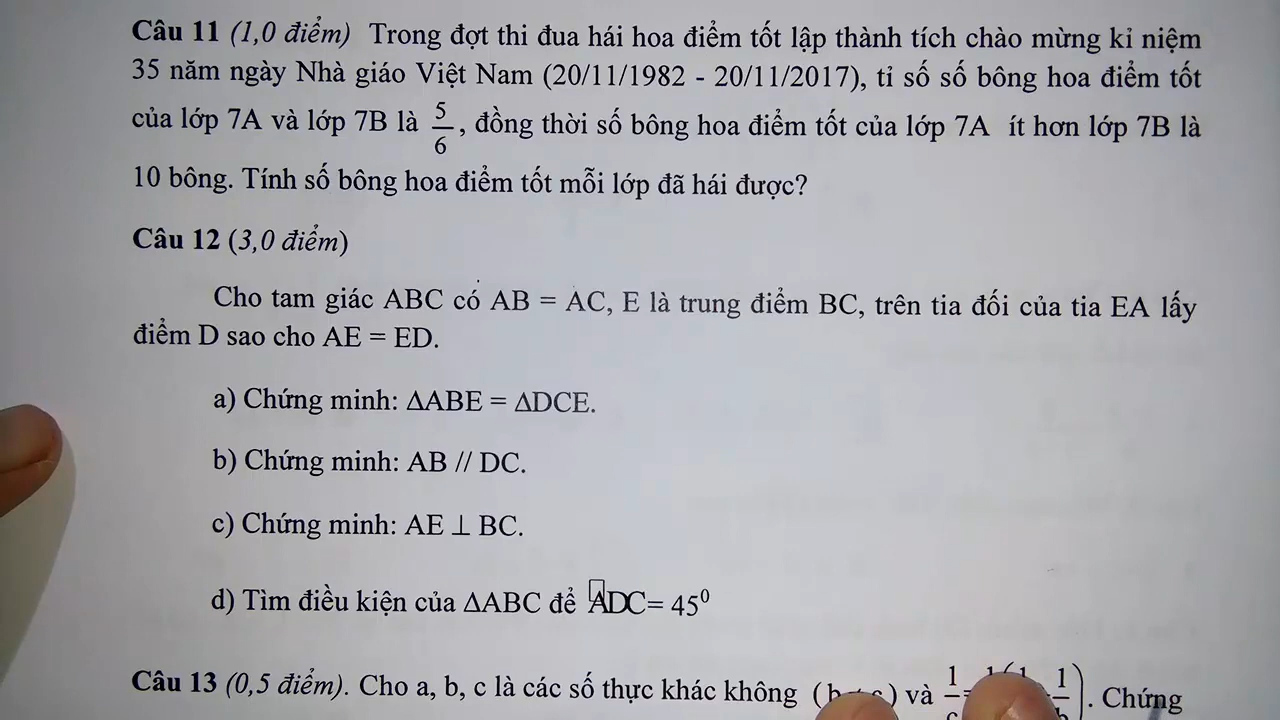 Câu 11 (1,0 điểm) Trong đợt thi đua hái hoa điểm tốt lập thành tích chào mừng kỉ niệm
35 năm ngày Nhà giáo Việt Nam (20/11/1982 - 20/11/2017), tỉ số số bông hoa điểm tốt
của lớp 7A và lớp 7B là 5/6, đồng thời số bông hoa điểm tốt của lớp 7A ít hơn lớp 7B là
10 bông. Tính số bông hoa điểm tốt mỗi lớp đã hái được?
Câu 12 (3,0 điểm)
Cho tam giác ABC có AB = AC, E là trung điểm BC, trên tia đối của tia EA lấy
điểm D sao cho AE = ED.
a) Chứng minh: ΔABE = ΔDCE.
b) Chứng minh: AB // DC.
c) Chứng minh: AE ⊥ BC.
d) Tìm điều kiện của ΔABC để ADC= 45⁰
Câu 13 (0,5 điểm). Cho a, b, c là các số thực khác không và Chứng